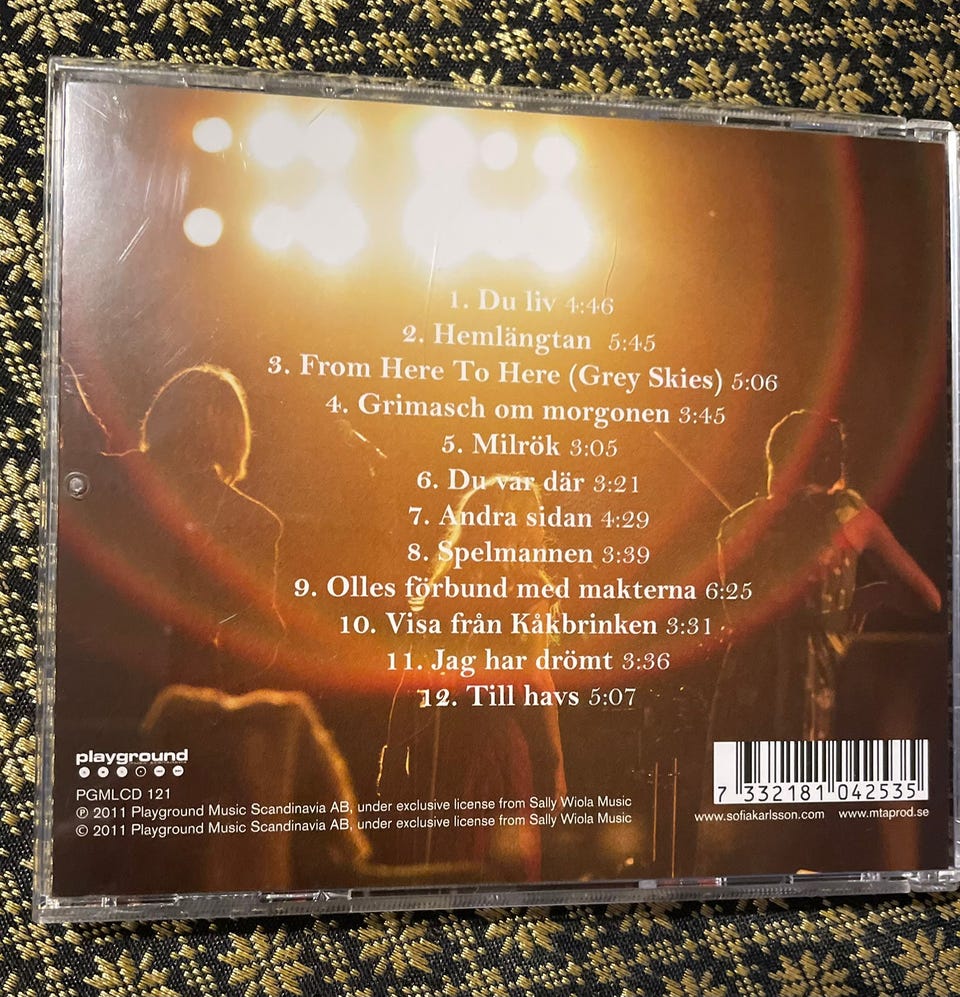 1. Du liv 4:46
2. Hemlängtan 5:45
3. From Here To Here (Grey Skies) 5:06
4. Grimasch om morgonen 3:45
5. Milrök 3:05
6. Du var där 3:21
7. Andra sidan 4:29
8. Spelmannen 3:39
9. Olles förbund med makterna 6:25
10. Visa från Kåkbrinken 3:31
11. Jag har drömt 3:36
12. Till havs 5:07
playground
PGMLCD 121
℗ 2011 Playground Music Scandinavia AB, under exclusive license from Sally Wiola Music
© 2011 Playground Music Scandinavia AB, under exclusive license from Sally Wiola Music
7 332181 042535
www.sofiakarlsson.com www.mtaprod.se